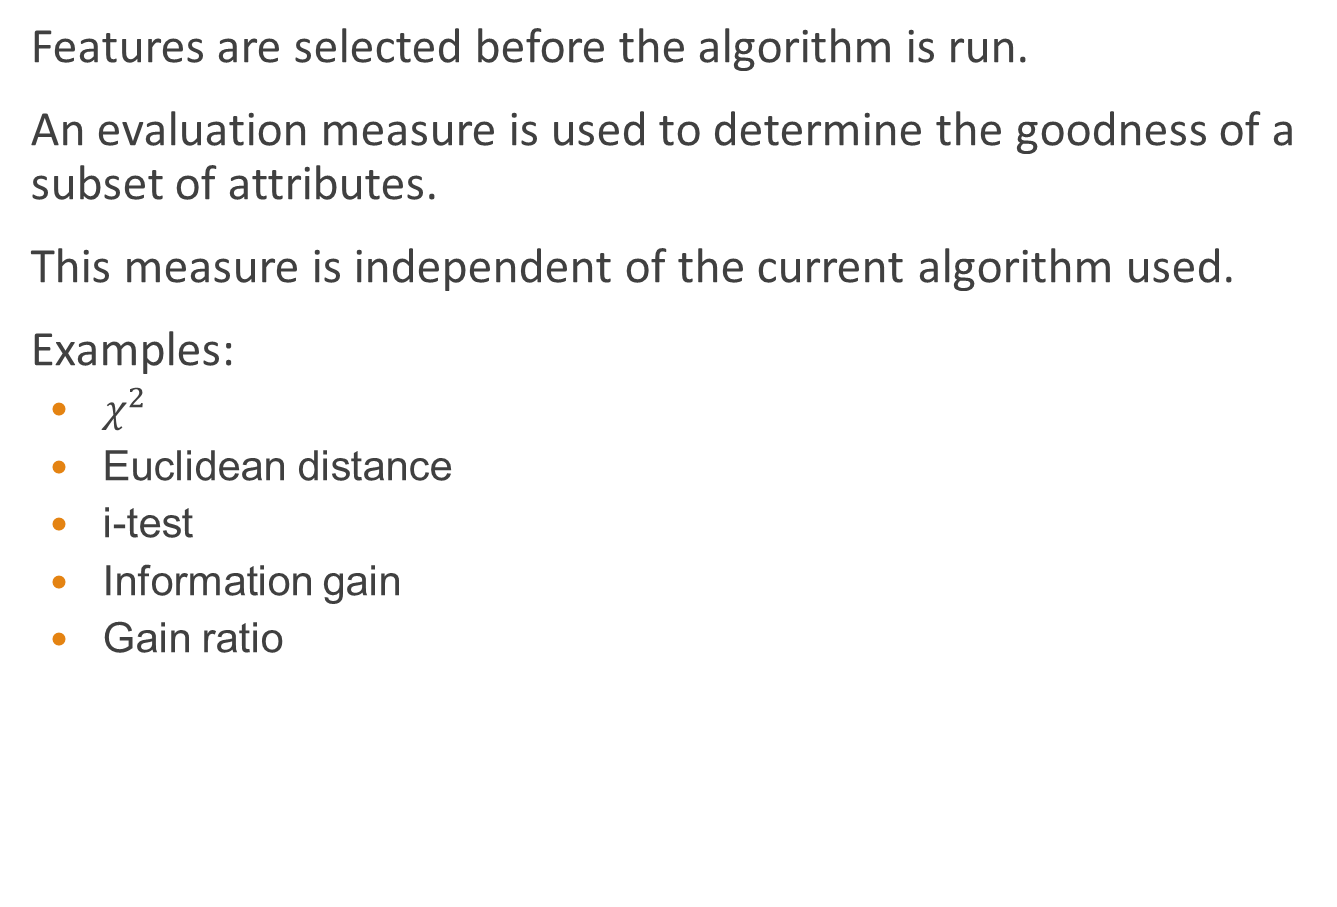 Features are selected before the algorithm is run.
An evaluation measure is used to determine the goodness of a
subset of attributes.
This measure is independent of the current algorithm used.
Examples:
• χ²
• Euclidean distance
• i-test
• Information gain
• Gain ratio